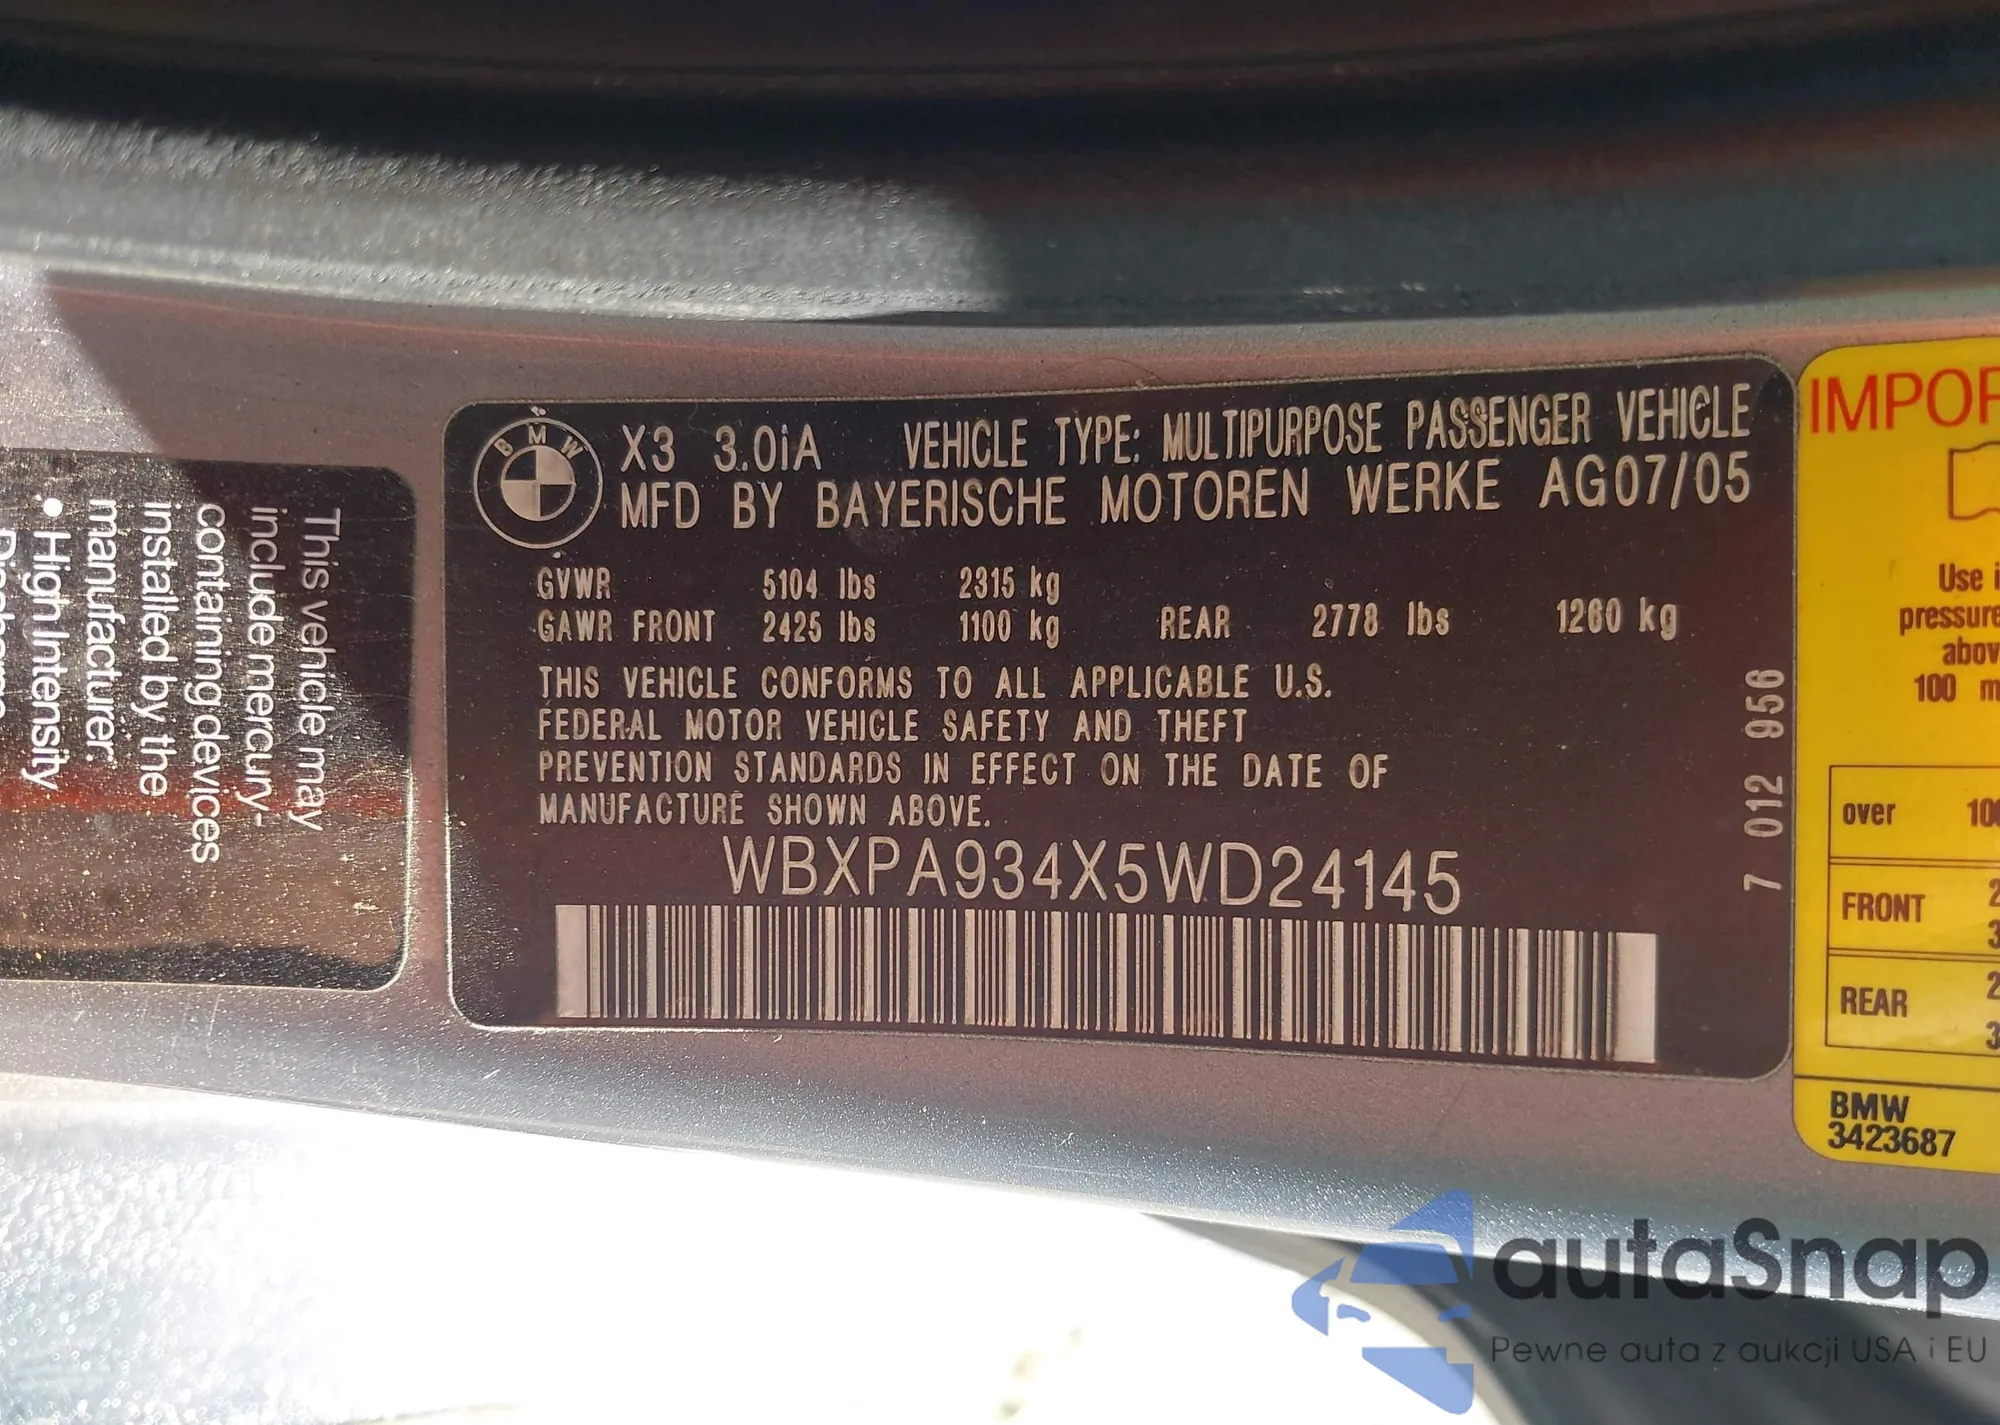 This vehicle may
include mercury-
containing devices
installed by the
manufacturer:
• High Intensity
BMW
X3 3.0iA VEHICLE TYPE: MULTIPURPOSE PASSENGER VEHICLE
MFD BY BAYERISCHE MOTOREN WERKE AG07/05
GVWR 5104 lbs 2315 kg
GAWR FRONT 2425 lbs 1100 kg REAR 2778 lbs 1260 kg
THIS VEHICLE CONFORMS TO ALL APPLICABLE U.S.
FEDERAL MOTOR VEHICLE SAFETY AND THEFT
PREVENTION STANDARDS IN EFFECT ON THE DATE OF
MANUFACTURE SHOWN ABOVE.
WBXPA934X5WD24145
7 012 956
Use
pressure
100
over
FRONT
REAR
BMW
3423687
autaSnap
Pewne auta z aukcji USA i EU